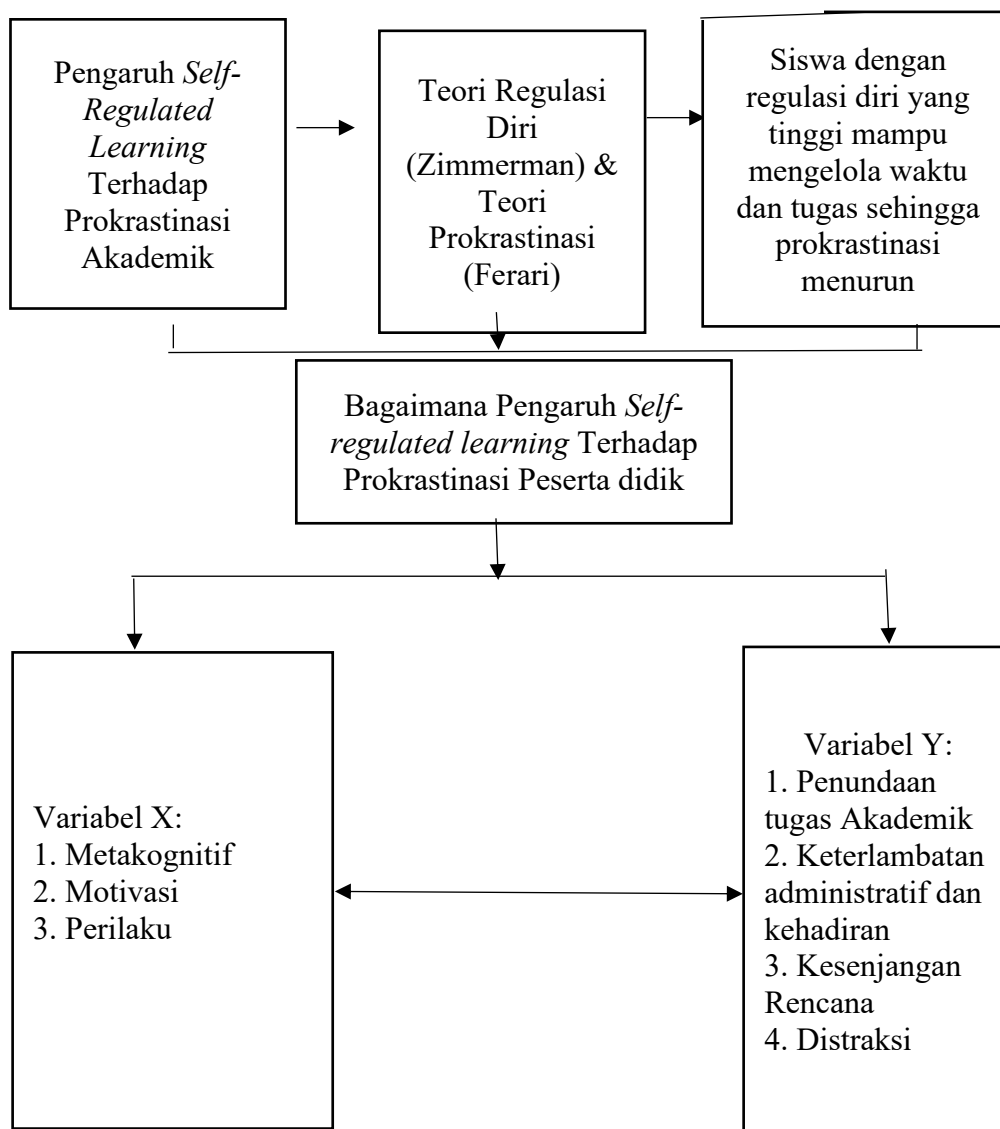 Pengaruh Self-
Regulated
Learning
Terhadap
Prokrastinasi
Akademik
Teori Regulasi
Diri
(Zimmerman) &
Teori
Prokrastinasi
(Ferari)
Siswa dengan
regulasi diri yang
tinggi mampu
mengelola waktu
dan tugas sehingga
prokrastinasi
menurun
Bagaimana Pengaruh Self-
regulated learning Terhadap
Prokrastinasi Peserta didik
Variabel X:
1. Metakognitif
2. Motivasi
3. Perilaku
Variabel Y:
1. Penundaan
tugas Akademik
2. Keterlambatan
administratif dan
kehadiran
3. Kesenjangan
Rencana
4. Distraksi